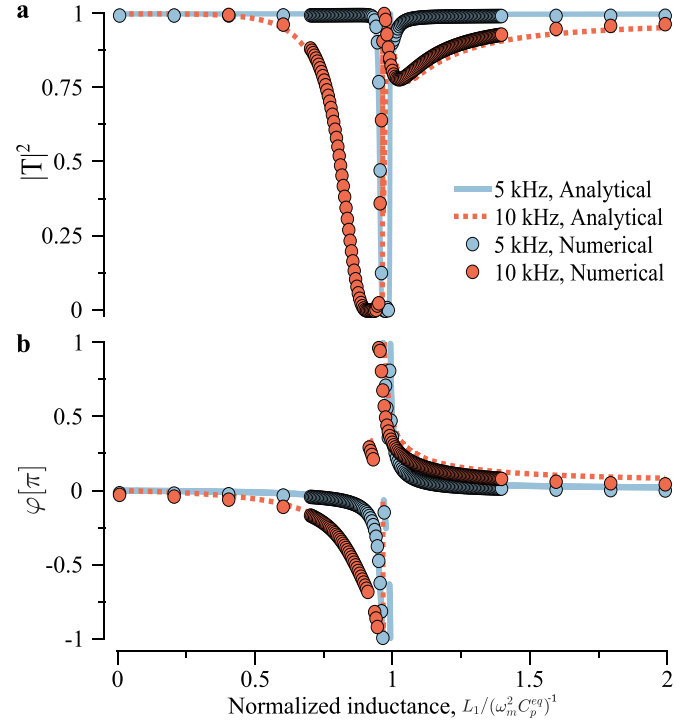 a
1
0.75
0.5
0.25
0
|T|²
5 kHz, Analytical
10 kHz, Analytical
5 kHz, Numerical
10 kHz, Numerical
b
1
0.5
0
-0.5
-1
φ[π]
0 0.5 1 1.5 2
Normalized inductance, L₁/(ω²ₘCₚᵉᑫ)⁻¹